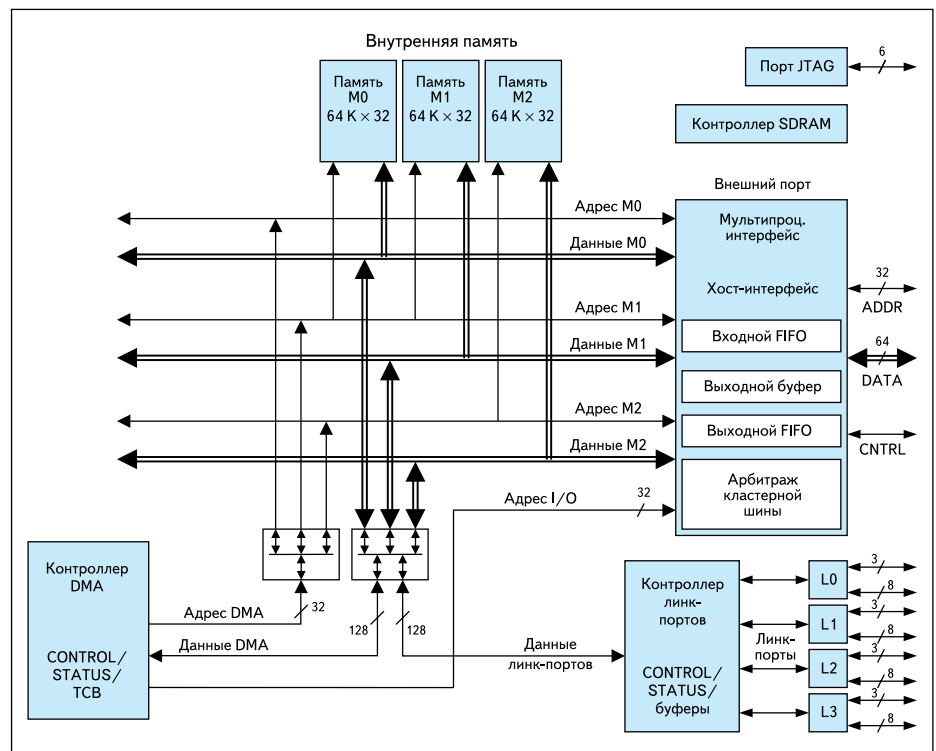 Внутренняя память
Память
M0
64 K × 32
Память
M1
64 K × 32
Память
M2
64 K × 32
Порт JTAG
6
Контроллер SDRAM
Внешний порт
Мультипроц.
интерфейс
Хост-интерфейс
Входной FIFO
Выходной буфер
Выходной FIFO
Арбитраж
кластерной
шины
32
ADDR
64
DATA
CNTRL
Адрес M0
Данные M0
Адрес M1
Данные M1
Адрес M2
Данные M2
Адрес I/O
32
Контроллер
DMA
CONTROL/
STATUS/
TCB
Адрес DMA
32
Данные DMA
128
128
Данные
линк-портов
Контроллер
линк-
портов
CONTROL/
STATUS/
буферы
Линк-
порты
L0
3
8
L1
3
8
L2
3
8
L3
3
8